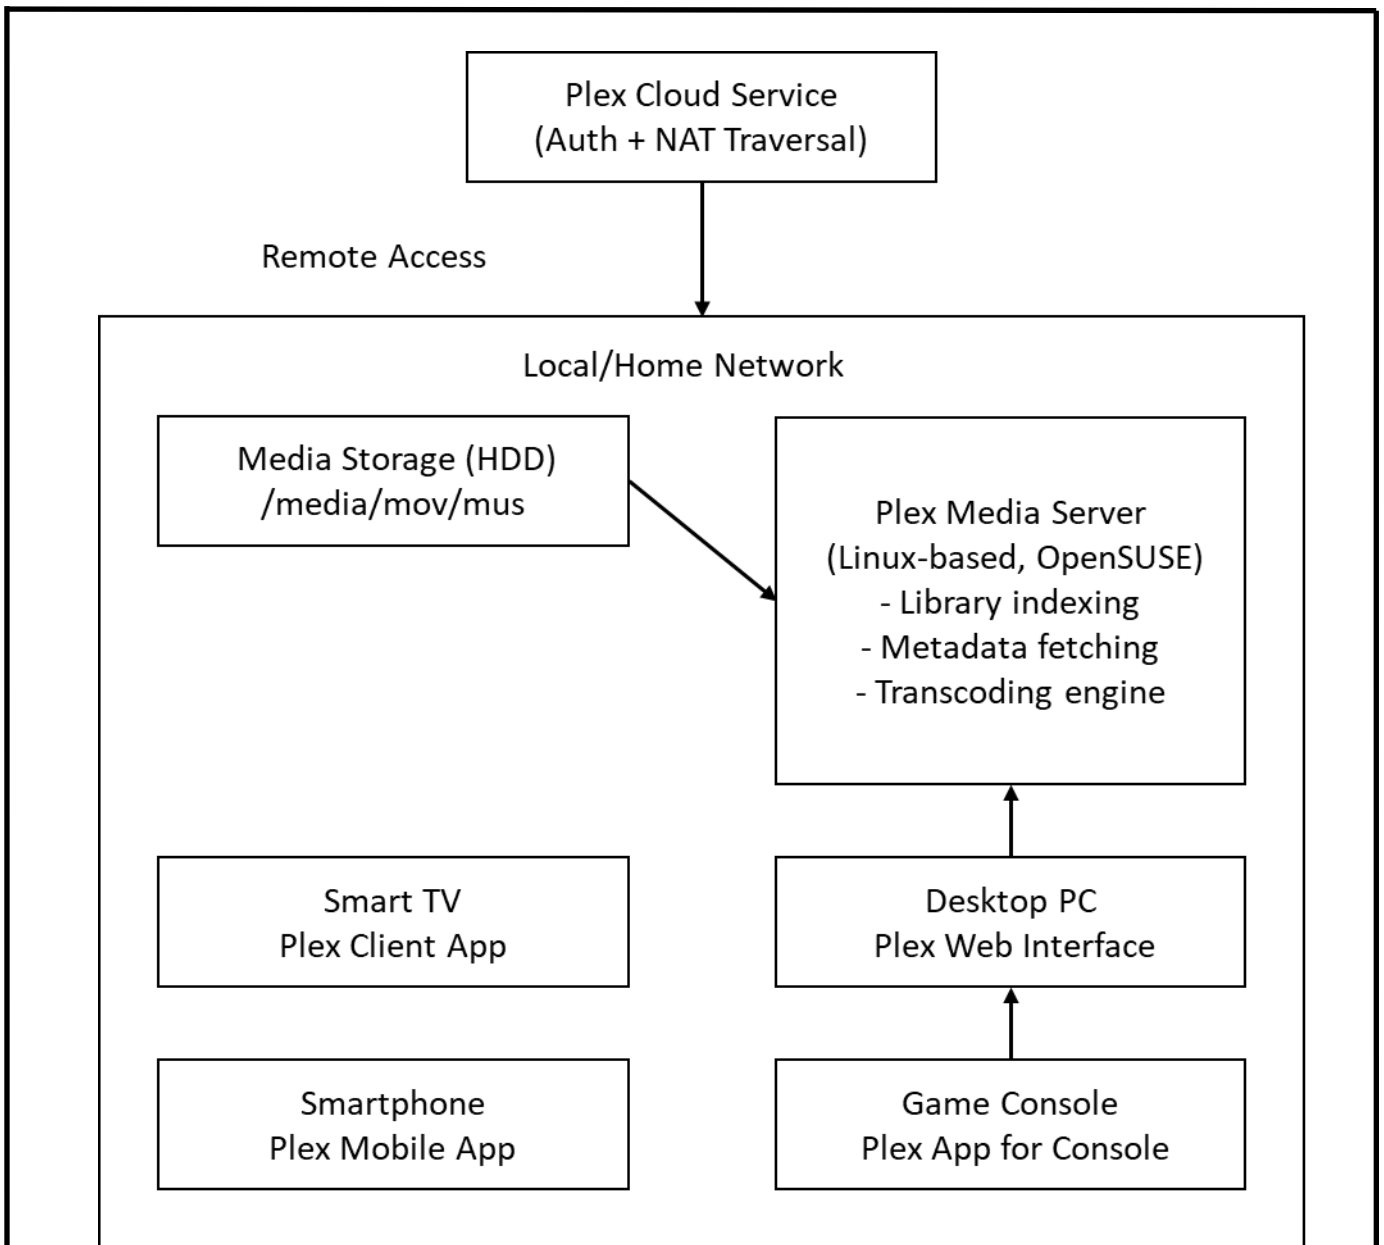 Plex Cloud Service
(Auth + NAT Traversal)
Remote Access
Local/Home Network
Media Storage (HDD)
/media/mov/mus
Plex Media Server
(Linux-based, OpenSUSE)
- Library indexing
- Metadata fetching
- Transcoding engine
Smart TV
Plex Client App
Desktop PC
Plex Web Interface
Smartphone
Plex Mobile App
Game Console
Plex App for Console